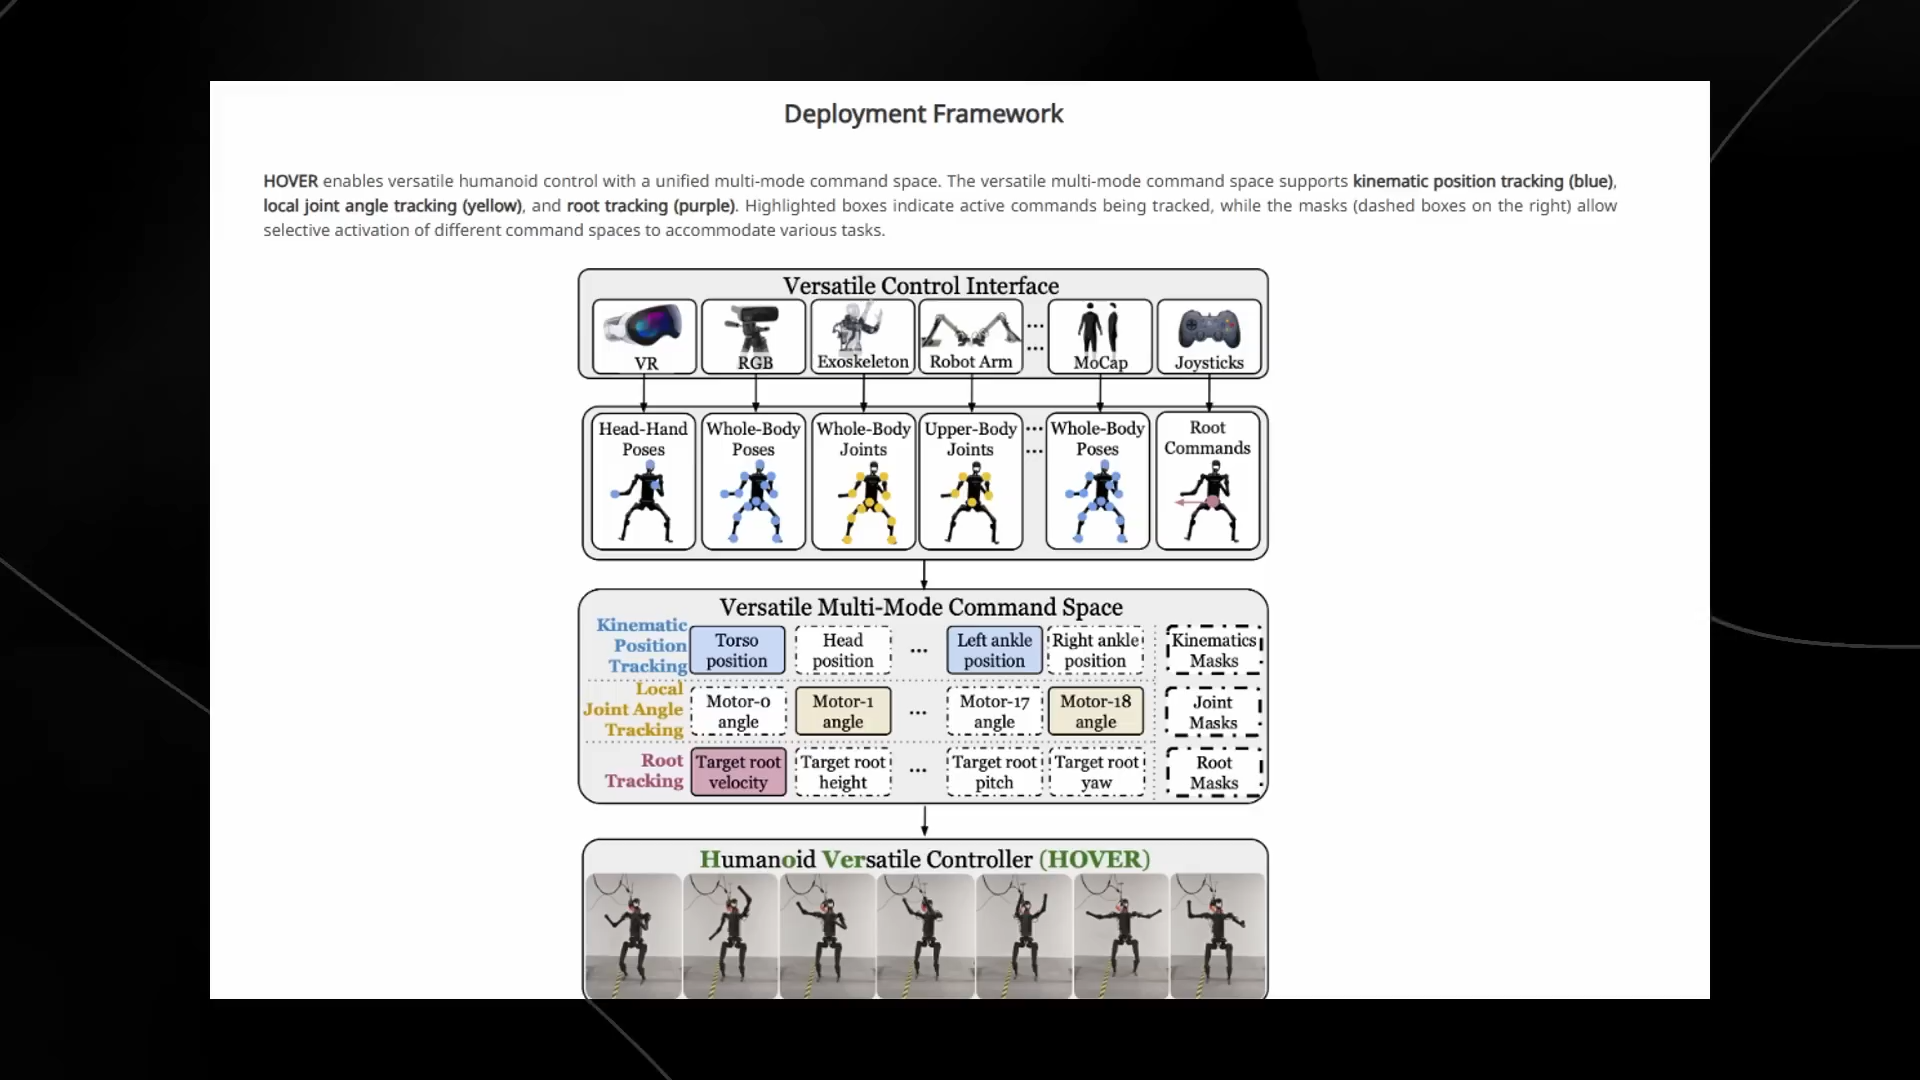 Deployment Framework
HOVER enables versatile humanoid control with a unified multi-mode command space. The versatile multi-mode command space supports kinematic position tracking (blue),
local joint angle tracking (yellow), and root tracking (purple). Highlighted boxes indicate active commands being tracked, while the masks (dashed boxes on the right) allow
selective activation of different command spaces to accommodate various tasks.
Versatile Control Interface
VR
RGB
Exoskeleton
Robot Arm
...
...
MoCap
Joysticks
Head-Hand
Poses
Whole-Body
Poses
Whole-Body
Joints
Upper-Body
Joints
...
...
Whole-Body
Poses
Root
Commands
Versatile Multi-Mode Command Space
Kinematic
Position
Tracking
Torso
position
Head
position
...
Left ankle
position
Right ankle
position
Kinematics
Masks
Local
Joint Angle
Tracking
Motor-0
angle
Motor-1
angle
...
Motor-17
angle
Motor-18
angle
Joint
Masks
Root
Tracking
Target root
velocity
Target root
height
...
Target root
pitch
Target root
yaw
Root
Masks
Humanoid Versatile Controller (HOVER)